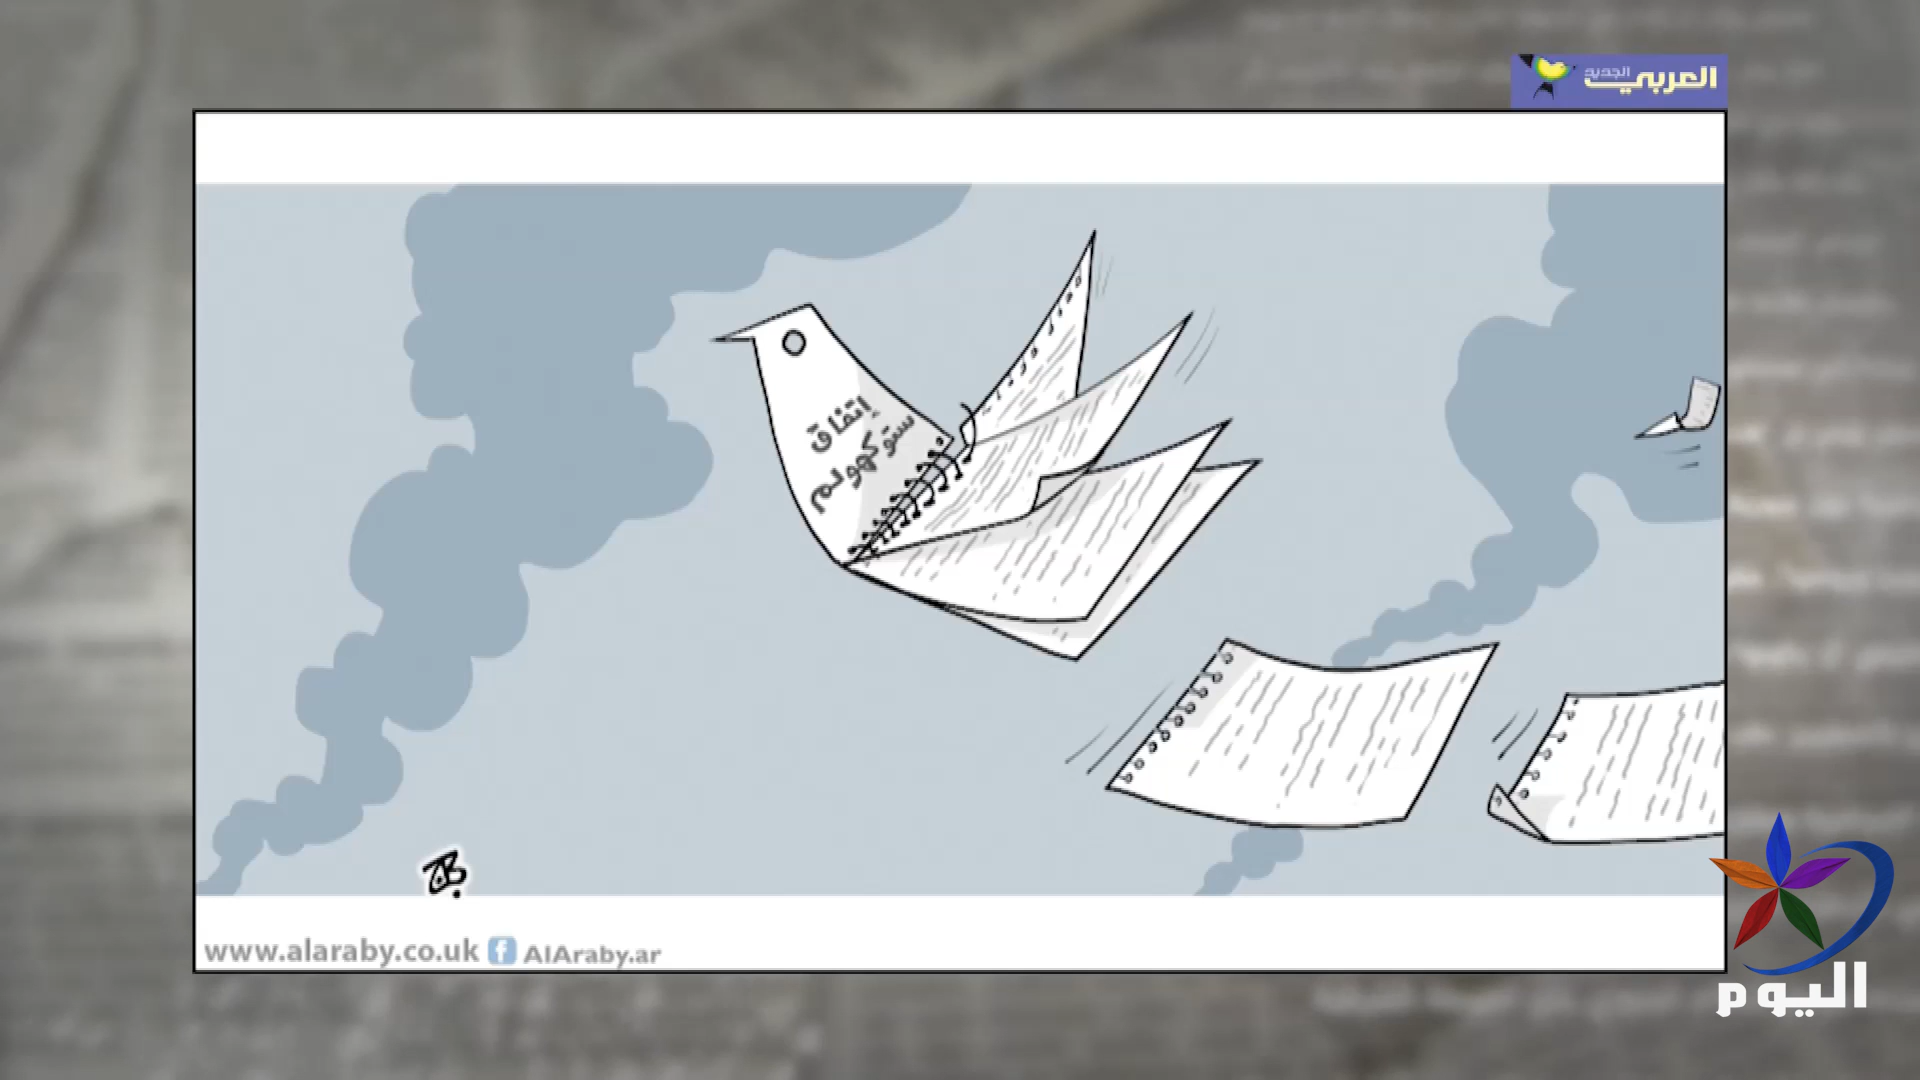 العربي الجديد
إتفاق
ستوكهولم
www.alaraby.co.uk AlAraby.ar
اليوم